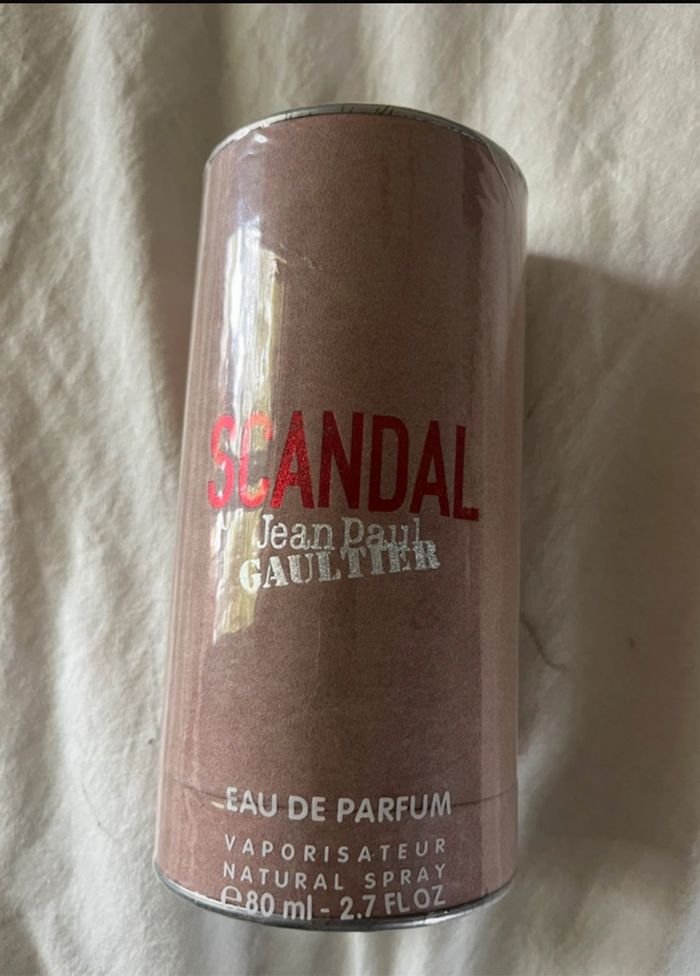 SCANDAL
Jean Paul
GAULTIER
EAU DE PARFUM
VAPORISATEUR
NATURAL SPRAY
℮80 ml - 2.7 FL OZ